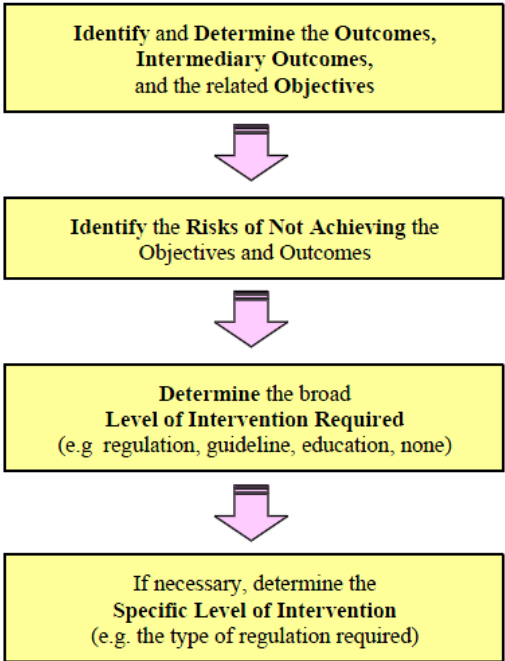 Identify and Determine the Outcomes,
Intermediary Outcomes,
and the related Objectives
Identify the Risks of Not Achieving the
Objectives and Outcomes
Determine the broad
Level of Intervention Required
(e.g regulation, guideline, education, none)
If necessary, determine the
Specific Level of Intervention
(e.g. the type of regulation required)